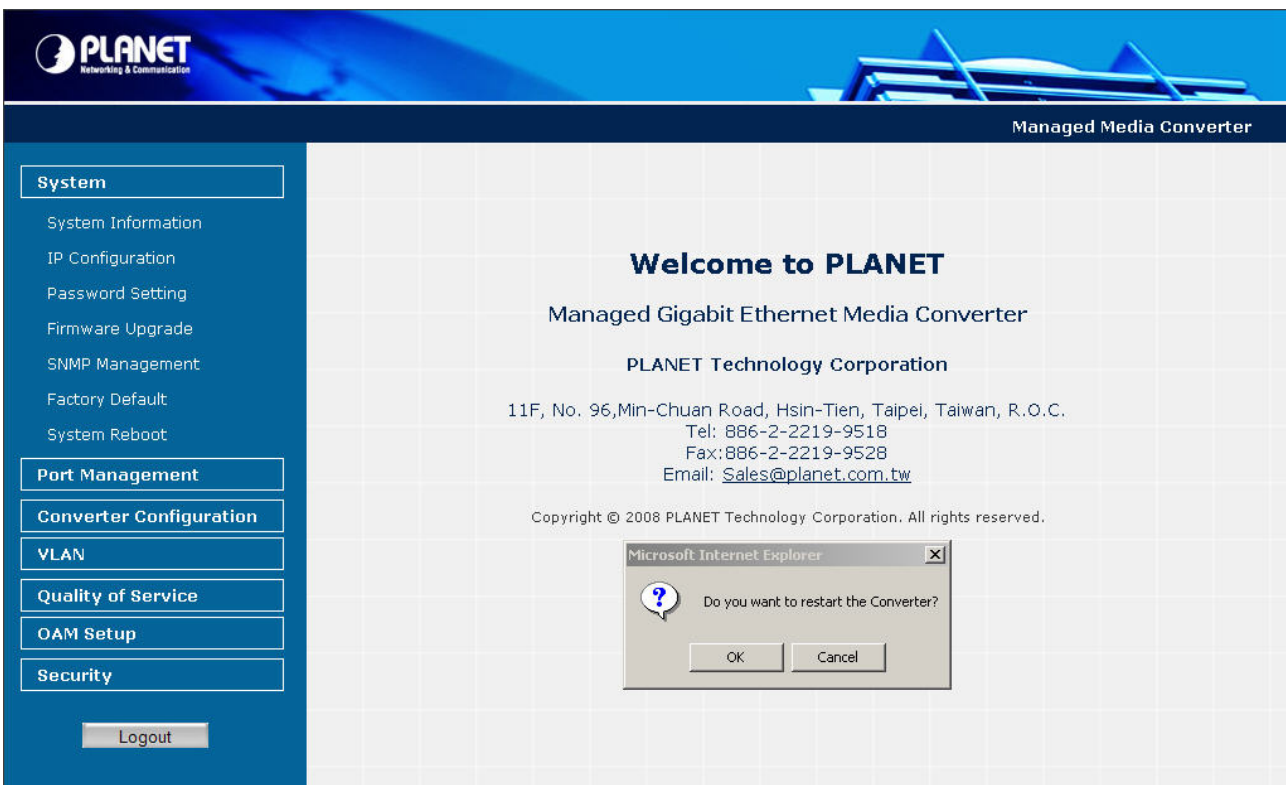 PLANET
Networking & Communication
Managed Media Converter
System
System Information
IP Configuration
Password Setting
Firmware Upgrade
SNMP Management
Factory Default
System Reboot
Port Management
Converter Configuration
VLAN
Quality of Service
OAM Setup
Security
Logout
Welcome to PLANET
Managed Gigabit Ethernet Media Converter
PLANET Technology Corporation
11F, No. 96,Min-Chuan Road, Hsin-Tien, Taipei, Taiwan, R.O.C.
Tel: 886-2-2219-9518
Fax:886-2-2219-9528
Email: Sales@planet.com.tw
Copyright © 2008 PLANET Technology Corporation. All rights reserved.
Microsoft Internet Explorer
Do you want to restart the Converter?
OK
Cancel